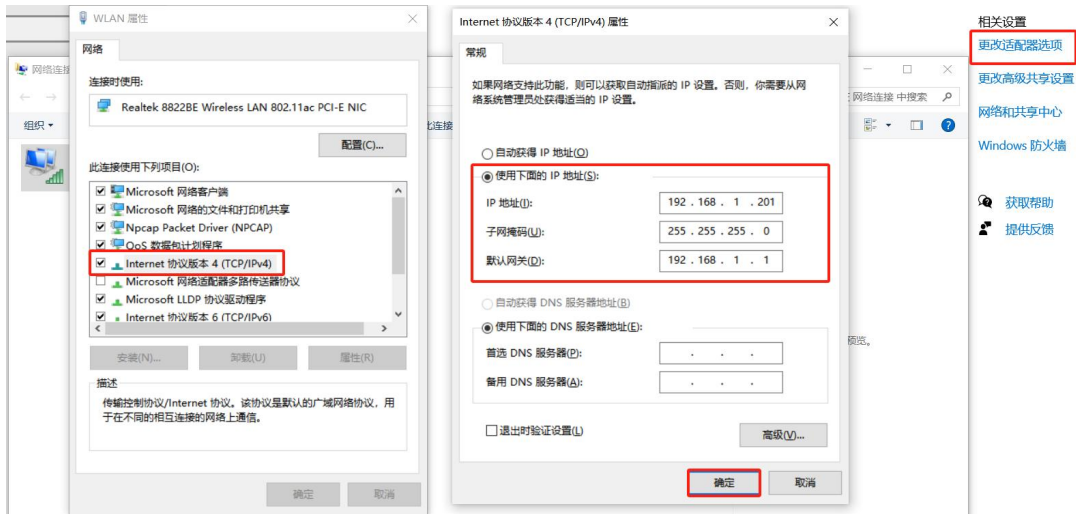 WLAN 属性
网络
连接时使用:
Realtek 8822BE Wireless LAN 802.11ac PCI-E NIC
配置(C)...
此连接使用下列项目(O):
Microsoft 网络客户端
Microsoft 网络的文件和打印机共享
Npcap Packet Driver (NPCAP)
QoS 数据包计划程序
Internet 协议版本 4 (TCP/IPv4)
Microsoft 网络适配器多路传送器协议
Microsoft LLDP 协议驱动程序
Internet 协议版本 6 (TCP/IPv6)
安装(N)...
卸载(U)
属性(R)
描述
传输控制协议/Internet 协议。该协议是默认的广域网络协议，用
于在不同的相互连接的网络上通信。
确定
取消
网络连接
组织
Internet 协议版本 4 (TCP/IPv4) 属性
常规
如果网络支持此功能，则可以获取自动指派的 IP 设置。否则，你需要从网
络系统管理员处获得适当的 IP 设置。
自动获得 IP 地址(O)
使用下面的 IP 地址(S):
IP 地址(I):
192 . 168 . 1 . 201
子网掩码(U):
255 . 255 . 255 . 0
默认网关(D):
192 . 168 . 1 . 1
自动获得 DNS 服务器地址(B)
使用下面的 DNS 服务器地址(E):
首选 DNS 服务器(P):
. . .
备用 DNS 服务器(A):
. . .
退出时验证设置(L)
高级(V)...
确定
取消
网络连接 中搜索
预览。
相关设置
更改适配器选项
更改高级共享设置
网络和共享中心
Windows 防火墙
获取帮助
提供反馈